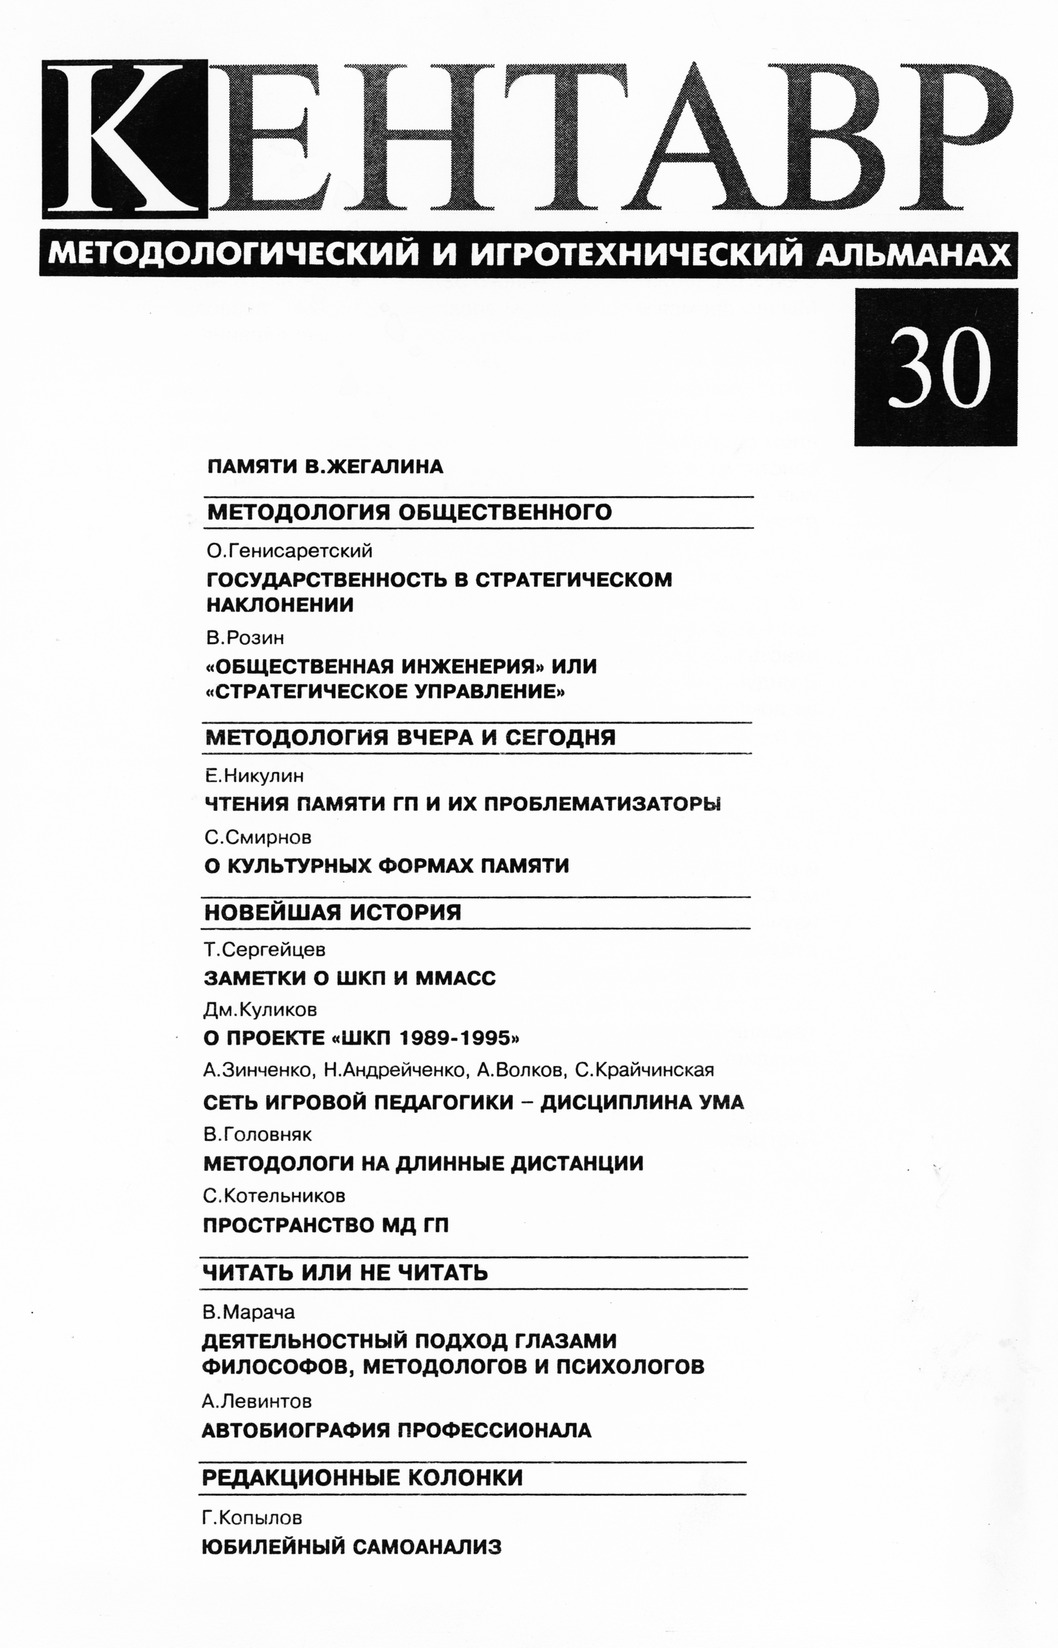 КЕНТАВР
МЕТОДОЛОГИЧЕСКИЙ И ИГРОТЕХНИЧЕСКИЙ АЛЬМАНАХ
30
ПАМЯТИ В.ЖЕГАЛИНА
МЕТОДОЛОГИЯ ОБЩЕСТВЕННОГО
О.Генисаретский
ГОСУДАРСТВЕННОСТЬ В СТРАТЕГИЧЕСКОМ
НАКЛОНЕНИИ
В.Розин
«ОБЩЕСТВЕННАЯ ИНЖЕНЕРИЯ» ИЛИ
«СТРАТЕГИЧЕСКОЕ УПРАВЛЕНИЕ»
МЕТОДОЛОГИЯ ВЧЕРА И СЕГОДНЯ
Е.Никулин
ЧТЕНИЯ ПАМЯТИ ГП И ИХ ПРОБЛЕМАТИЗАТОРЫ
С.Смирнов
О КУЛЬТУРНЫХ ФОРМАХ ПАМЯТИ
НОВЕЙШАЯ ИСТОРИЯ
Т.Сергейцев
ЗАМЕТКИ О ШКП И ММАСС
Дм.Куликов
О ПРОЕКТЕ «ШКП 1989-1995»
А.Зинченко, Н.Андрейченко, А.Волков, С.Крайчинская
СЕТЬ ИГРОВОЙ ПЕДАГОГИКИ – ДИСЦИПЛИНА УМА
В.Головняк
МЕТОДОЛОГИ НА ДЛИННЫЕ ДИСТАНЦИИ
С.Котельников
ПРОСТРАНСТВО МД ГП
ЧИТАТЬ ИЛИ НЕ ЧИТАТЬ
В.Марача
ДЕЯТЕЛЬНОСТНЫЙ ПОДХОД ГЛАЗАМИ
ФИЛОСОФОВ, МЕТОДОЛОГОВ И ПСИХОЛОГОВ
А.Левинтов
АВТОБИОГРАФИЯ ПРОФЕССИОНАЛА
РЕДАКЦИОННЫЕ КОЛОНКИ
Г.Копылов
ЮБИЛЕЙНЫЙ САМОАНАЛИЗ